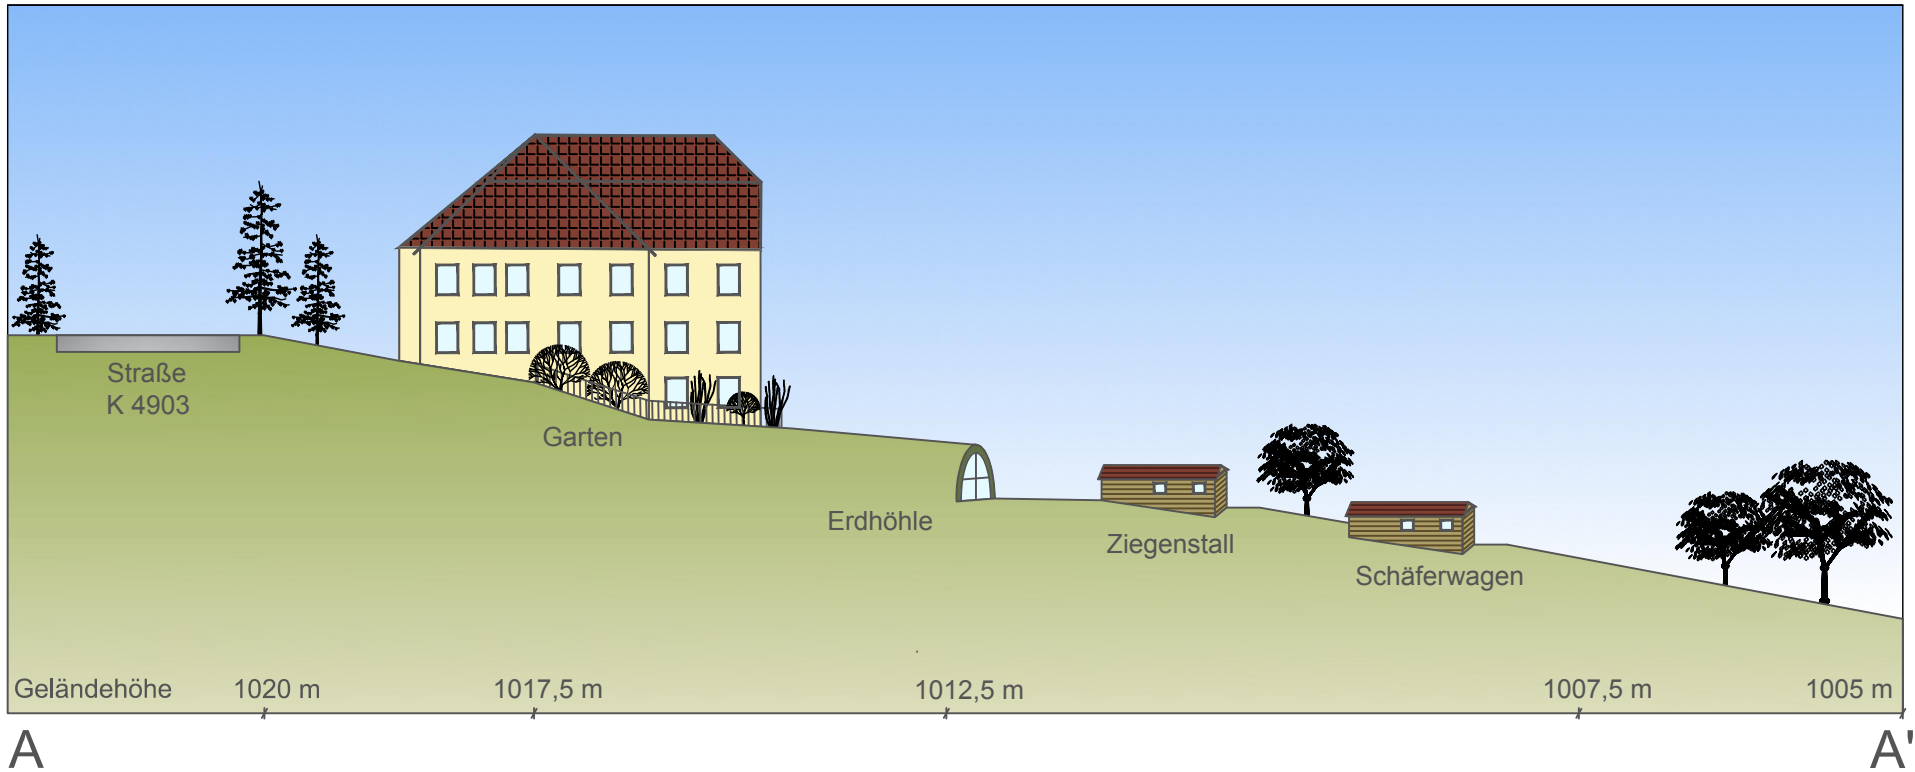 Straße
K 4903
Garten
Erdhöhle
Ziegenstall
Schäferwagen
Geländehöhe 1020 m 1017,5 m 1012,5 m 1007,5 m 1005 m
A A'